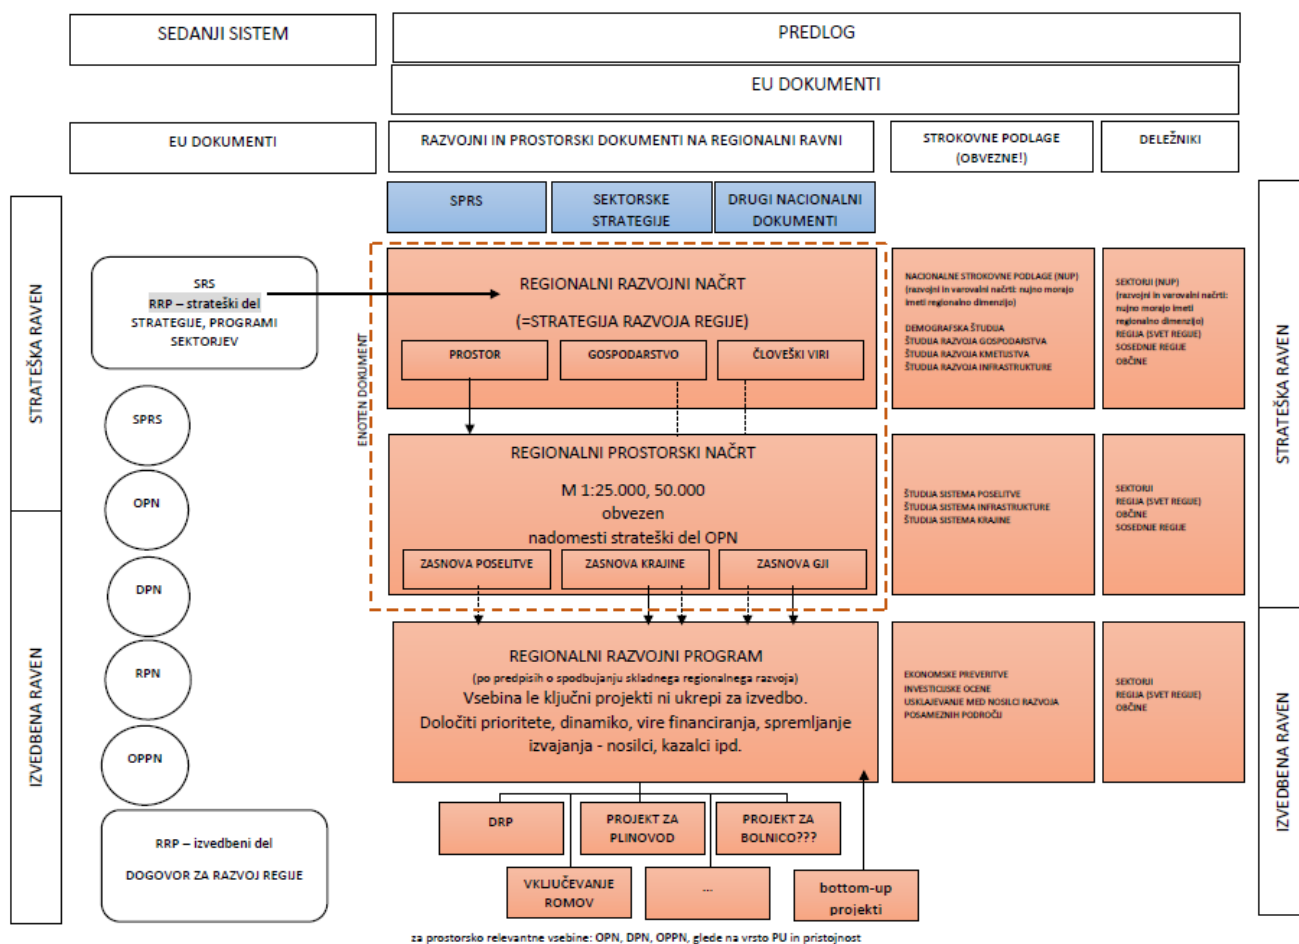 SEDANJI SISTEM
PREDLOG
EU DOKUMENTI
EU DOKUMENTI
RAZVOJNI IN PROSTORSKI DOKUMENTI NA REGIONALNI RAVNI
STROKOVNE PODLAGE
(OBVEZNE!)
DELEŽNIKI
SPRS
SEKTORSKE
STRATEGIJE
DRUGI NACIONALNI
DOKUMENTI
STRATEŠKA RAVEN
IZVEDBENA RAVEN
SRS
RRP – strateški del
STRATEGIJE, PROGRAMI
SEKTORJEV
SPRS
OPN
DPN
RPN
OPPN
RRP – izvedbeni del
DOGOVOR ZA RAZVOJ REGIJE
ENOTEN DOKUMENT
REGIONALNI RAZVOJNI NAČRT
(=STRATEGIJA RAZVOJA REGIJE)
PROSTOR
GOSPODARSTVO
ČLOVEŠKI VIRI
NACIONALNE STROKOVNE PODLAGE (NUP)
(razvojni in varovalni načrti: nujno morajo
imeti regionalno dimenzijo)
DEMOGRAFSKA ŠTUDIJA
ŠTUDIJA RAZVOJA GOSPODARSTVA
ŠTUDIJA RAZVOJA KMETIJSTVA
ŠTUDIJA RAZVOJA INFRASTRUKTURE
SEKTORJI (NUP)
(razvojni in varovalni načrti:
nujno morajo imeti
regionalno dimenzijo)
REGIJA (SVET REGIJE)
SOSEDNJE REGIJE
OBČINE
REGIONALNI PROSTORSKI NAČRT
M 1:25.000, 50.000
obvezen
nadomesti strateški del OPN
ZASNOVA POSELITVE
ZASNOVA KRAJINE
ZASNOVA GJI
ŠTUDIJA SISTEMA POSELITVE
ŠTUDIJA SISTEMA INFRASTRUKTURE
ŠTUDIJA SISTEMA KRAJINE
SEKTORJI
REGIJA (SVET REGIJE)
OBČINE
SOSEDNJE REGIJE
REGIONALNI RAZVOJNI PROGRAM
(po predpisih o spodbujanju skladnega regionalnega razvoja)
Vsebina le ključni projekti ni ukrepi za izvedbo.
Določiti prioritete, dinamiko, vire financiranja, spremljanje
izvajanja - nosilci, kazalci ipd.
EKONOMSKE PREVERITVE
INVESTICIJSKE OCENE
USKLAJEVANJE MED NOSILCI RAZVOJA
POSAMEZNIH PODROČIJ
SEKTORJI
REGIJA (SVET REGIJE)
OBČINE
DRP
PROJEKT ZA
PLINOVOD
PROJEKT ZA
BOLNICO???
VKLJUČEVANJE
ROMOV
...
bottom-up
projekti
za prostorsko relevantne vsebine: OPN, DPN, OPPN, glede na vrsto PU in pristojnost
STRATEŠKA RAVEN
IZVEDBENA RAVEN